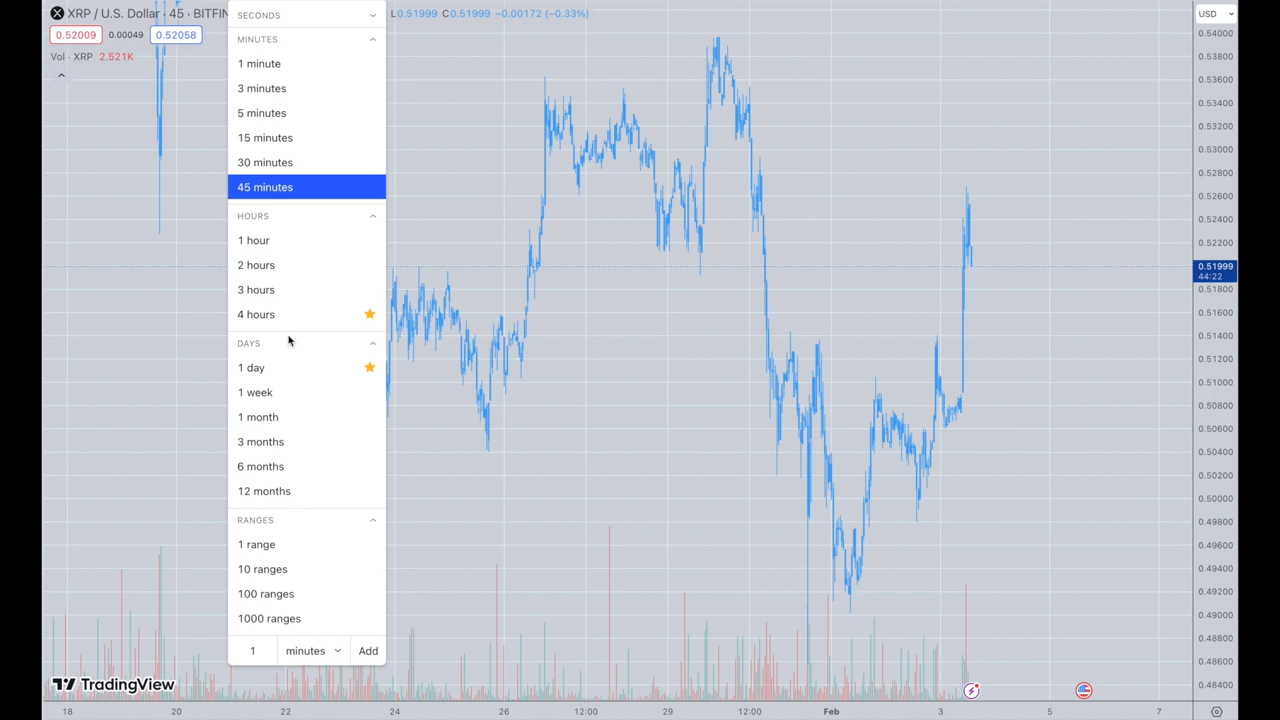 XRP / U.S. Dollar · 45 · BITFIN
L0.51999 C0.51999 −0.00172 (−0.33%)
USD
0.52009 0.00049 0.52058
Vol · XRP 2.521K
SECONDS
MINUTES
1 minute
3 minutes
5 minutes
15 minutes
30 minutes
45 minutes
HOURS
1 hour
2 hours
3 hours
4 hours
DAYS
1 day
1 week
1 month
3 months
6 months
12 months
RANGES
1 range
10 ranges
100 ranges
1000 ranges
1 minutes Add
0.54000
0.53800
0.53600
0.53400
0.53200
0.53000
0.52800
0.52600
0.52400
0.52200
0.51999
44:22
0.51800
0.51600
0.51400
0.51200
0.51000
0.50800
0.50600
0.50400
0.50200
0.50000
0.49800
0.49600
0.49400
0.49200
0.49000
0.48800
0.48600
0.48400
TradingView
18 20 22 24 26 12:00 29 12:00 Feb 3 5 7